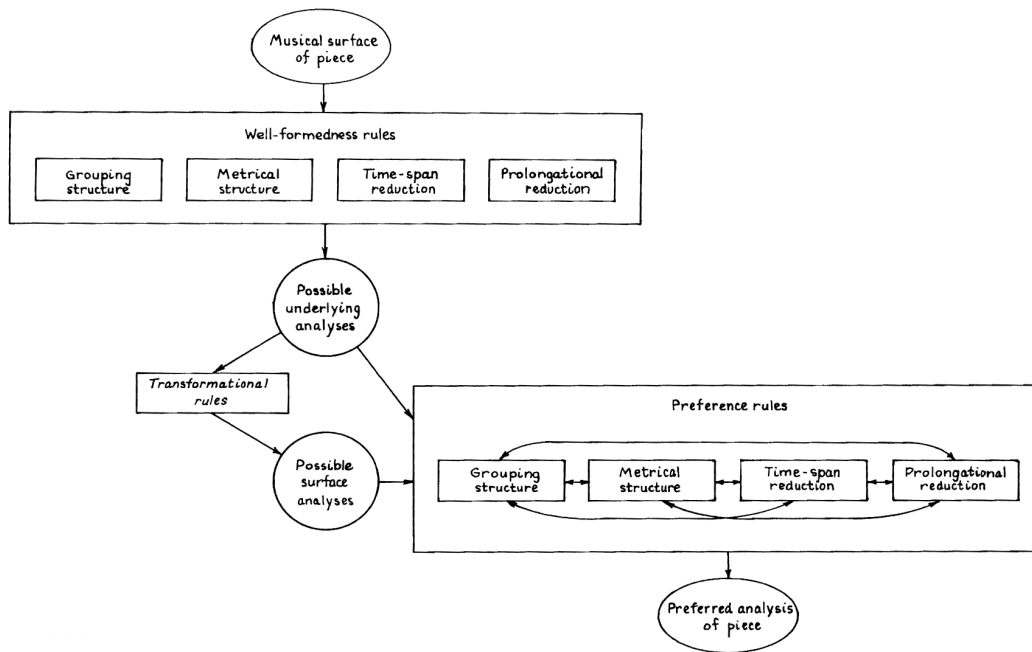 Musical surface
of piece
Well-formedness rules
Grouping
structure
Metrical
structure
Time-span
reduction
Prolongational
reduction
Possible
underlying
analyses
Transformational
rules
Possible
surface
analyses
Preference rules
Grouping
structure
Metrical
structure
Time-span
reduction
Prolongational
reduction
Preferred analysis
of piece